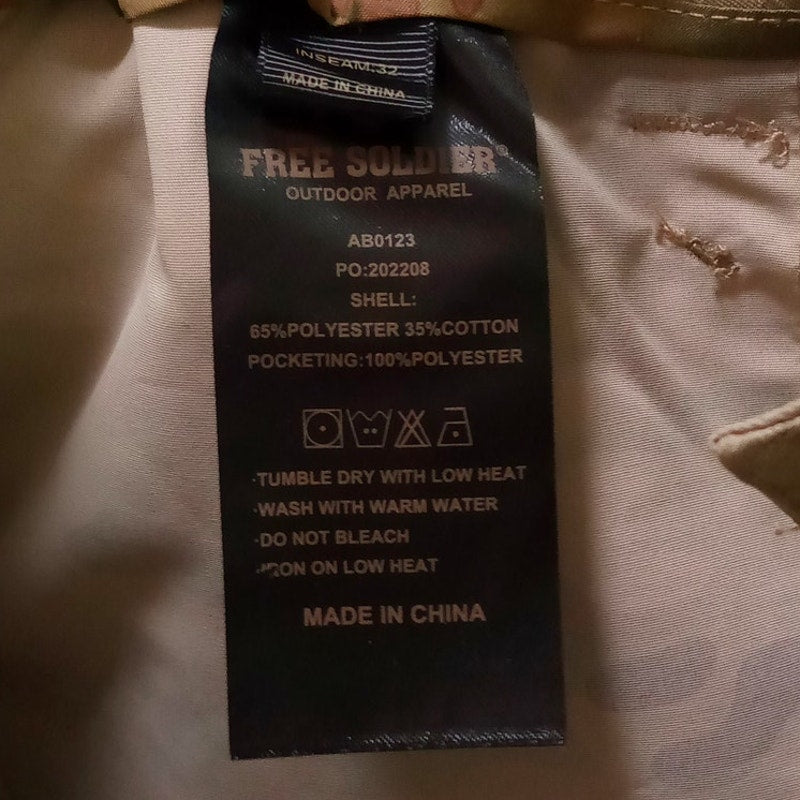 INSEAM:32
MADE IN CHINA
FREE SOLDIER®
OUTDOOR APPAREL
AB0123
PO:202208
SHELL:
65%POLYESTER 35%COTTON
POCKETING:100%POLYESTER
·TUMBLE DRY WITH LOW HEAT
·WASH WITH WARM WATER
·DO NOT BLEACH
·IRON ON LOW HEAT
MADE IN CHINA